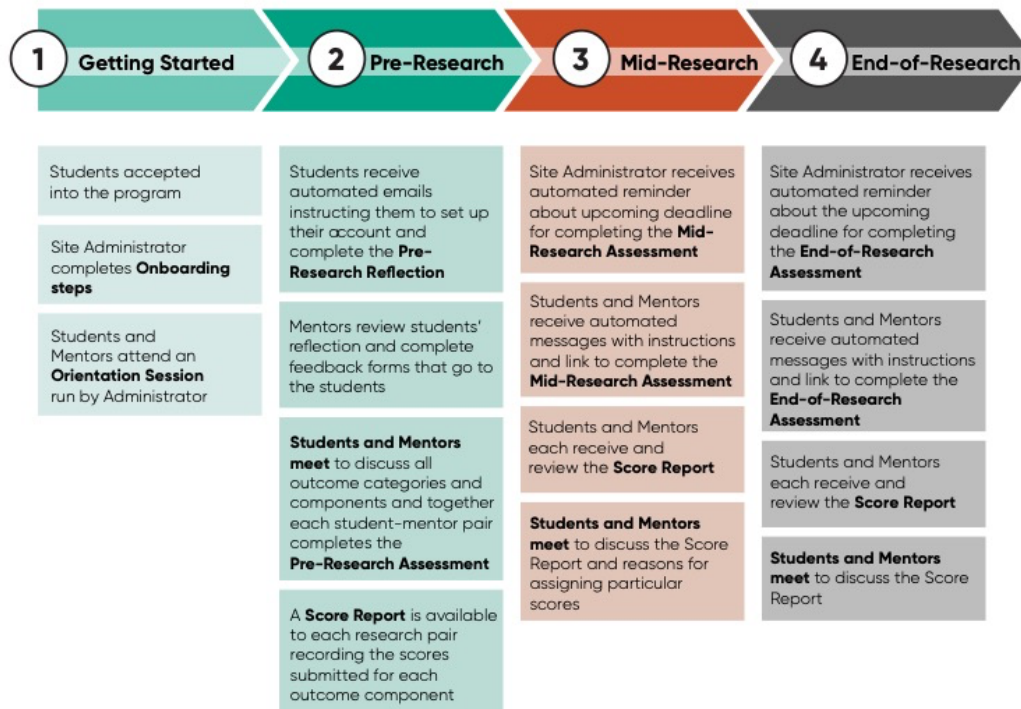 1 Getting Started
2 Pre-Research
3 Mid-Research
4 End-of-Research
Students accepted
into the program
Site Administrator
completes Onboarding
steps
Students and
Mentors attend an
Orientation Session
run by Administrator
Students receive
automated emails
instructing them to set up
their account and
complete the Pre-
Research Reflection
Mentors review students’
reflection and complete
feedback forms that go to
the students
Students and Mentors
meet to discuss all
outcome categories and
components and together
each student-mentor pair
completes the
Pre-Research Assessment
A Score Report is available
to each research pair
recording the scores
submitted for each
outcome component
Site Administrator receives
automated reminder
about upcoming deadline
for completing the Mid-
Research Assessment
Students and Mentors
receive automated
messages with instructions
and link to complete the
Mid-Research Assessment
Students and Mentors
each receive and
review the Score Report
Students and Mentors
meet to discuss the Score
Report and reasons for
assigning particular
scores
Site Administrator receives
automated reminder
about the upcoming
deadline for completing
the End-of-Research
Assessment
Students and Mentors
receive automated
messages with instructions
and link to complete the
End-of-Research
Assessment
Students and Mentors
each receive and
review the Score Report
Students and Mentors
meet to discuss the Score
Report